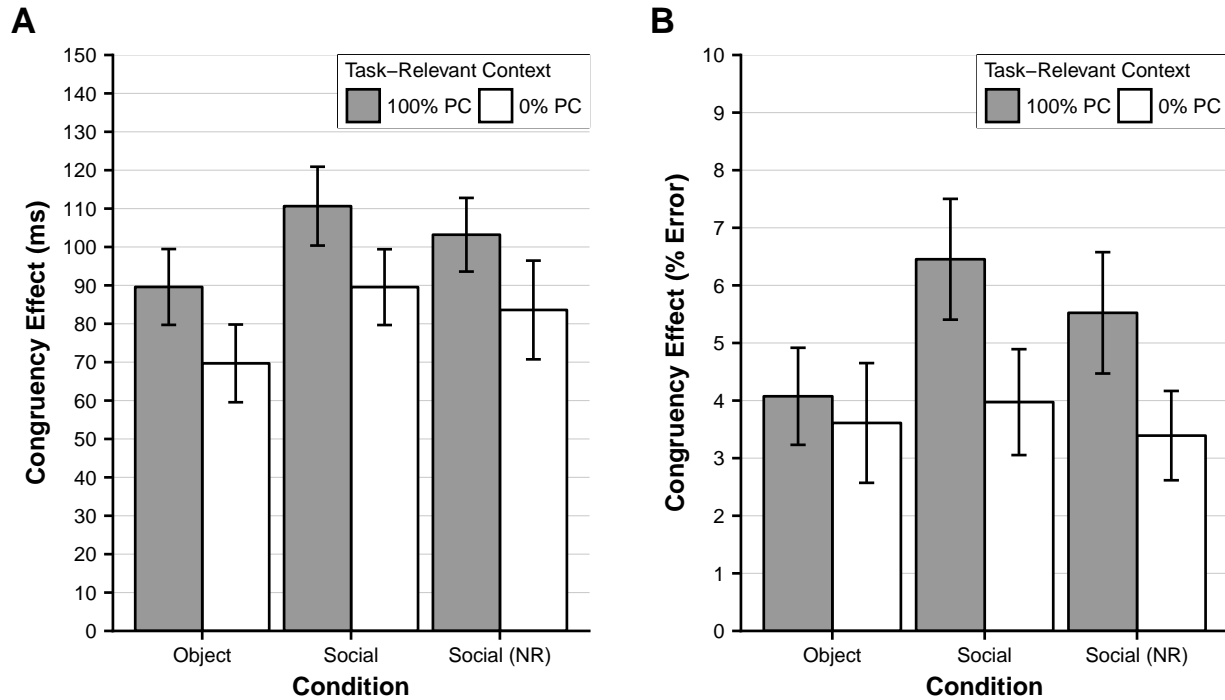 A
Congruency Effect (ms)
150
140
130
120
110
100
90
80
70
60
50
40
30
20
10
0
Task−Relevant Context
100% PC 0% PC
Object Social Social (NR)
Condition
B
Congruency Effect (% Error)
10
9
8
7
6
5
4
3
2
1
0
Task−Relevant Context
100% PC 0% PC
Object Social Social (NR)
Condition